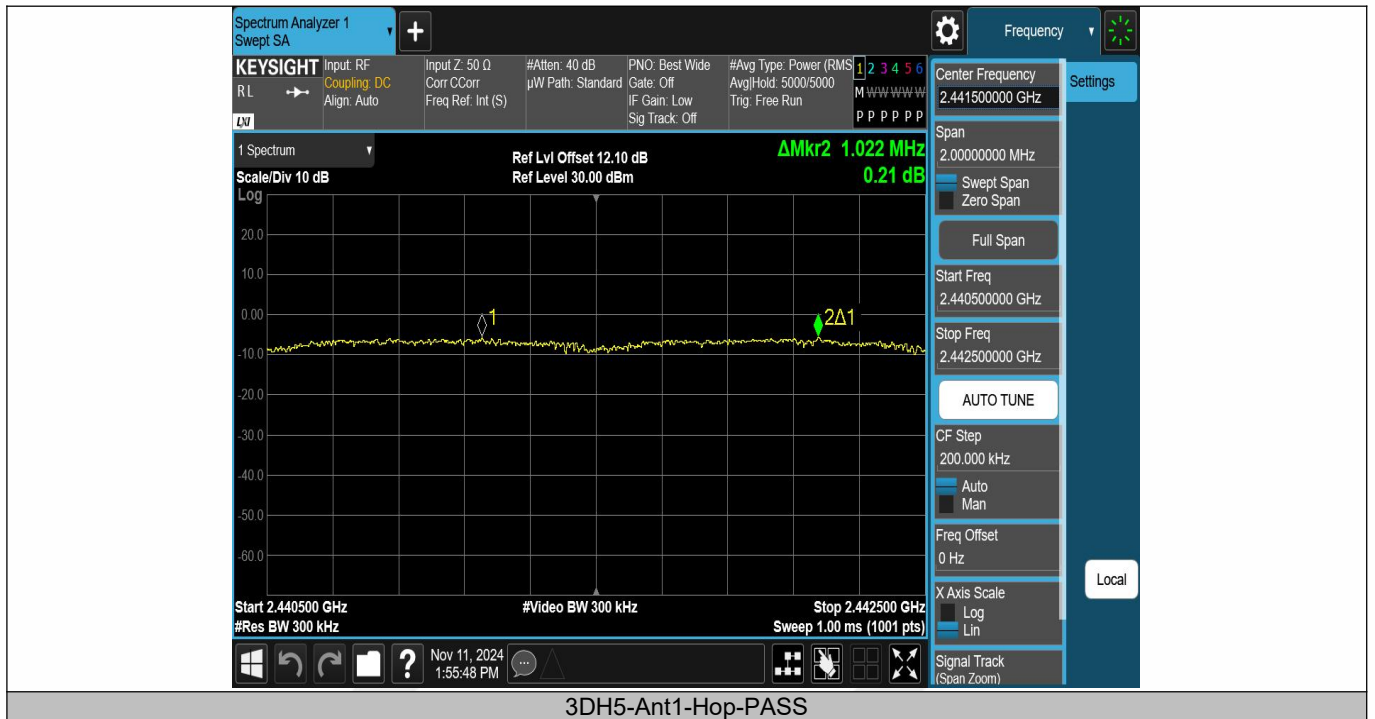 Spectrum Analyzer 1
Swept SA
Frequency
KEYSIGHT
RL
LXI
Input: RF
Coupling: DC
Align: Auto
Input Z: 50 Ω
Corr CCorr
Freq Ref: Int (S)
#Atten: 40 dB
µW Path: Standard
PNO: Best Wide
Gate: Off
IF Gain: Low
Sig Track: Off
#Avg Type: Power (RMS
Avg|Hold: 5000/5000
Trig: Free Run
1 2 3 4 5 6
M W W W W W
P P P P P P
1 Spectrum
Scale/Div 10 dB
Log
Ref Lvl Offset 12.10 dB
Ref Level 30.00 dBm
ΔMkr2 1.022 MHz
0.21 dB
20.0
10.0
0.00
-10.0
-20.0
-30.0
-40.0
-50.0
-60.0
1
2Δ1
Start 2.440500 GHz
#Res BW 300 kHz
#Video BW 300 kHz
Stop 2.442500 GHz
Sweep 1.00 ms (1001 pts)
Nov 11, 2024
1:55:48 PM
Center Frequency
2.441500000 GHz
Settings
Span
2.00000000 MHz
Swept Span
Zero Span
Full Span
Start Freq
2.440500000 GHz
Stop Freq
2.442500000 GHz
AUTO TUNE
CF Step
200.000 kHz
Auto
Man
Freq Offset
0 Hz
Local
X Axis Scale
Log
Lin
Signal Track
(Span Zoom)
3DH5-Ant1-Hop-PASS